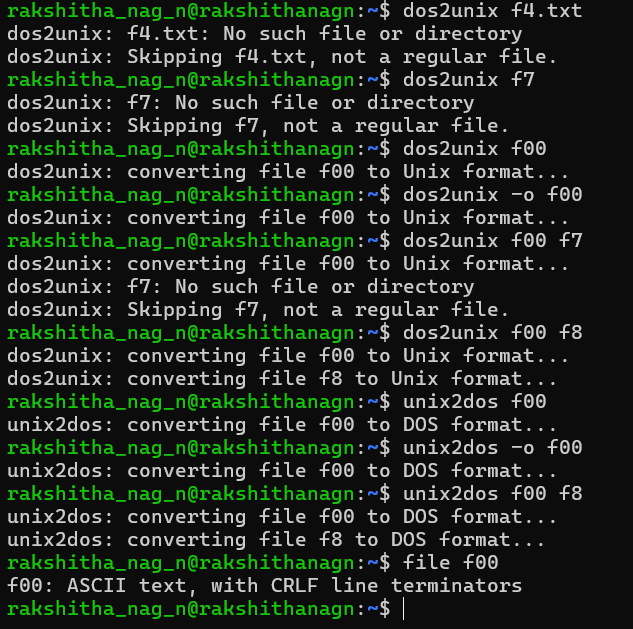 rakshitha_nag_n@rakshithanagn:~$ dos2unix f4.txt
dos2unix: f4.txt: No such file or directory
dos2unix: Skipping f4.txt, not a regular file.
rakshitha_nag_n@rakshithanagn:~$ dos2unix f7
dos2unix: f7: No such file or directory
dos2unix: Skipping f7, not a regular file.
rakshitha_nag_n@rakshithanagn:~$ dos2unix f00
dos2unix: converting file f00 to Unix format...
rakshitha_nag_n@rakshithanagn:~$ dos2unix -o f00
dos2unix: converting file f00 to Unix format...
rakshitha_nag_n@rakshithanagn:~$ dos2unix f00 f7
dos2unix: converting file f00 to Unix format...
dos2unix: f7: No such file or directory
dos2unix: Skipping f7, not a regular file.
rakshitha_nag_n@rakshithanagn:~$ dos2unix f00 f8
dos2unix: converting file f00 to Unix format...
dos2unix: converting file f8 to Unix format...
rakshitha_nag_n@rakshithanagn:~$ unix2dos f00
unix2dos: converting file f00 to DOS format...
rakshitha_nag_n@rakshithanagn:~$ unix2dos -o f00
unix2dos: converting file f00 to DOS format...
rakshitha_nag_n@rakshithanagn:~$ unix2dos f00 f8
unix2dos: converting file f00 to DOS format...
unix2dos: converting file f8 to DOS format...
rakshitha_nag_n@rakshithanagn:~$ file f00
f00: ASCII text, with CRLF line terminators
rakshitha_nag_n@rakshithanagn:~$